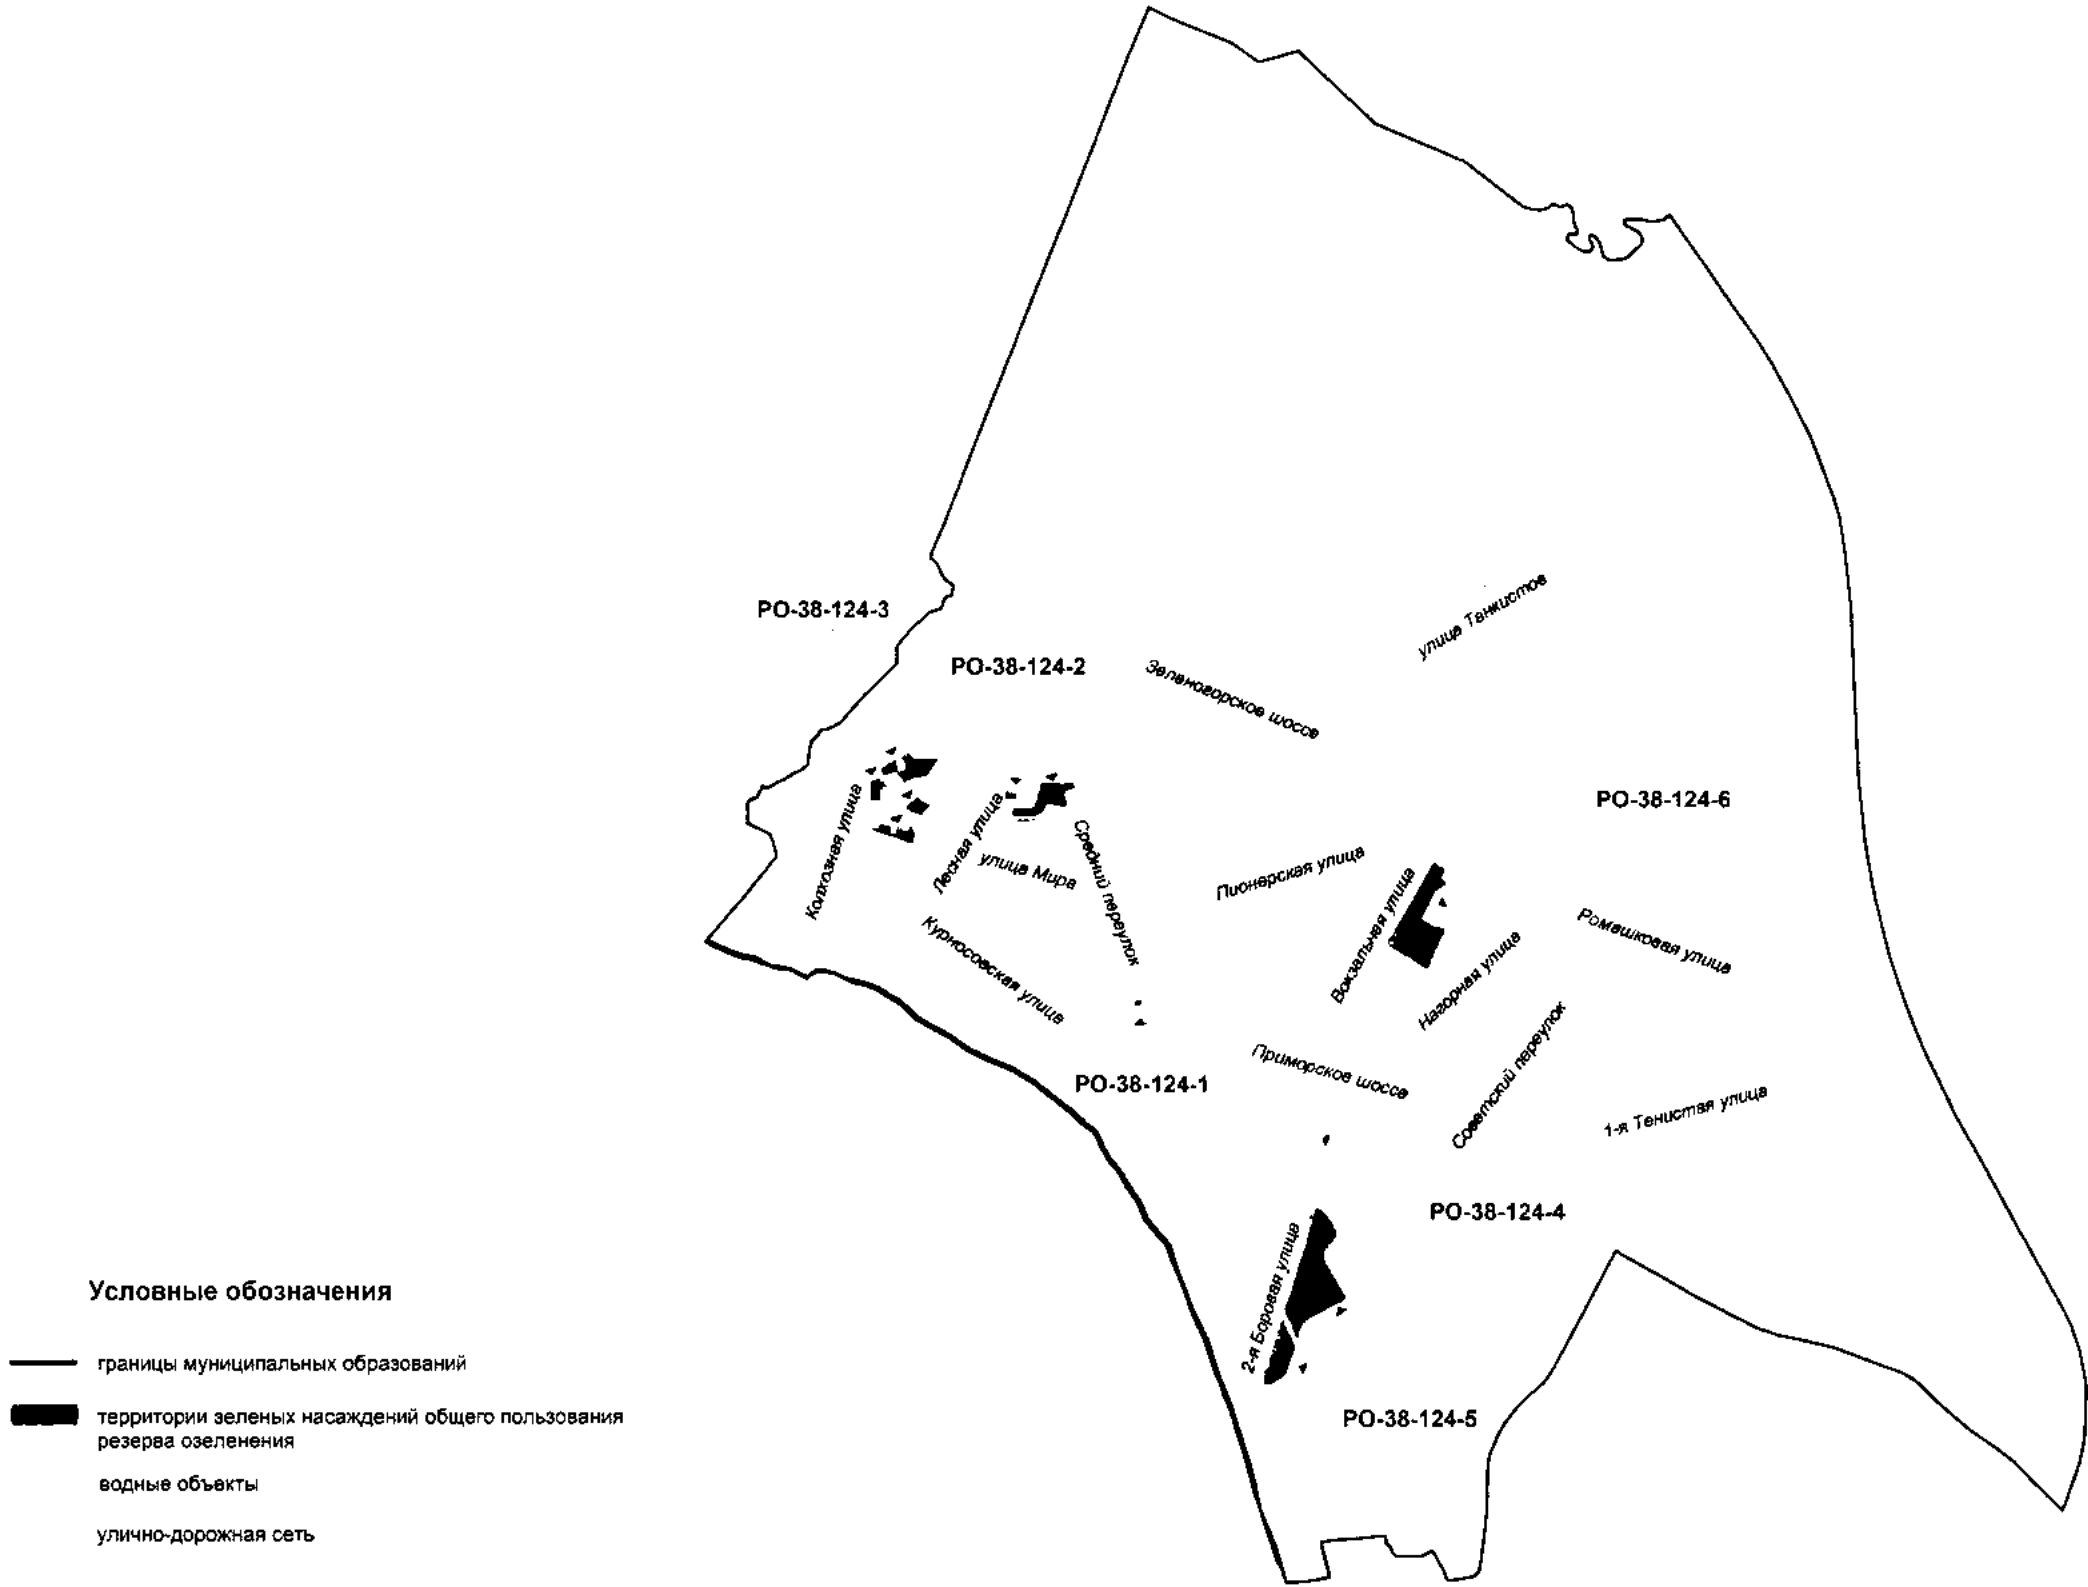 улица Танкистов
РО-38-124-3
РО-38-124-2
Зеленогорское шоссе
РО-38-124-6
Колхозная улица
Лесная улица
улица Мира
Средний переулок
Пионерская улица
Вокзальная улица
Ромашковая улица
Курносовская улица
Нагорная улица
Советский переулок
Приморское шоссе
РО-38-124-1
1-я Тенистая улица
РО-38-124-4
2-я Боровая улица
РО-38-124-5
Условные обозначения
границы муниципальных образований
территории зеленых насаждений общего пользования
резерва озеленения
водные объекты
улично-дорожная сеть